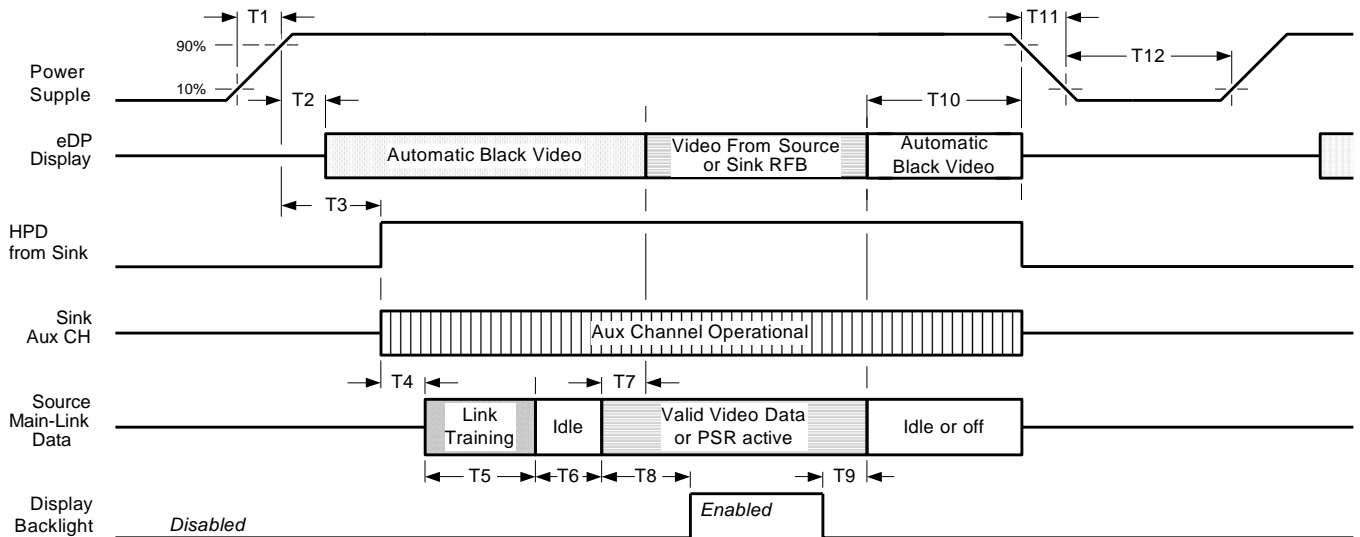 T1
T11
90%
T12
Power
Supple
10%
T2
T10
eDP
Display
Automatic Black Video
Video From Source
or Sink RFB
Automatic
Black Video
T3
HPD
from Sink
Sink
Aux CH
Aux Channel Operational
T4
T7
Source
Main-Link
Data
Link
Training
Idle
Valid Video Data
or PSR active
Idle or off
T5
T6
T8
T9
Display
Backlight
Disabled
Enabled